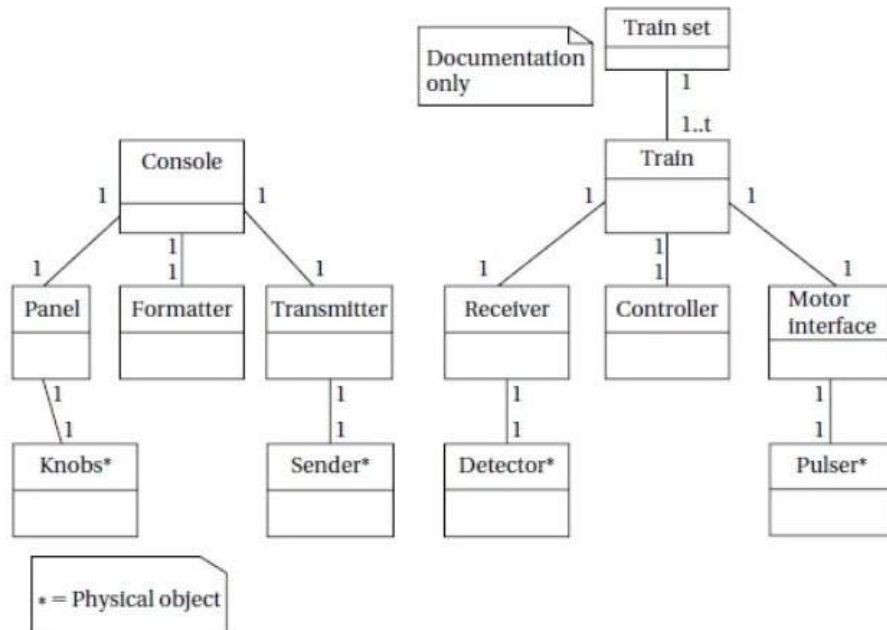 Train set
Documentation
only
1
1..t
Console
Train
1
1
1
1
1
1
1
1
1
1
1
1
1
1
Panel
Formatter
Transmitter
Receiver
Controller
Motor
interface
1
1
1
1
1
1
1
1
Knobs*
Sender*
Detector*
Pulser*
* = Physical object